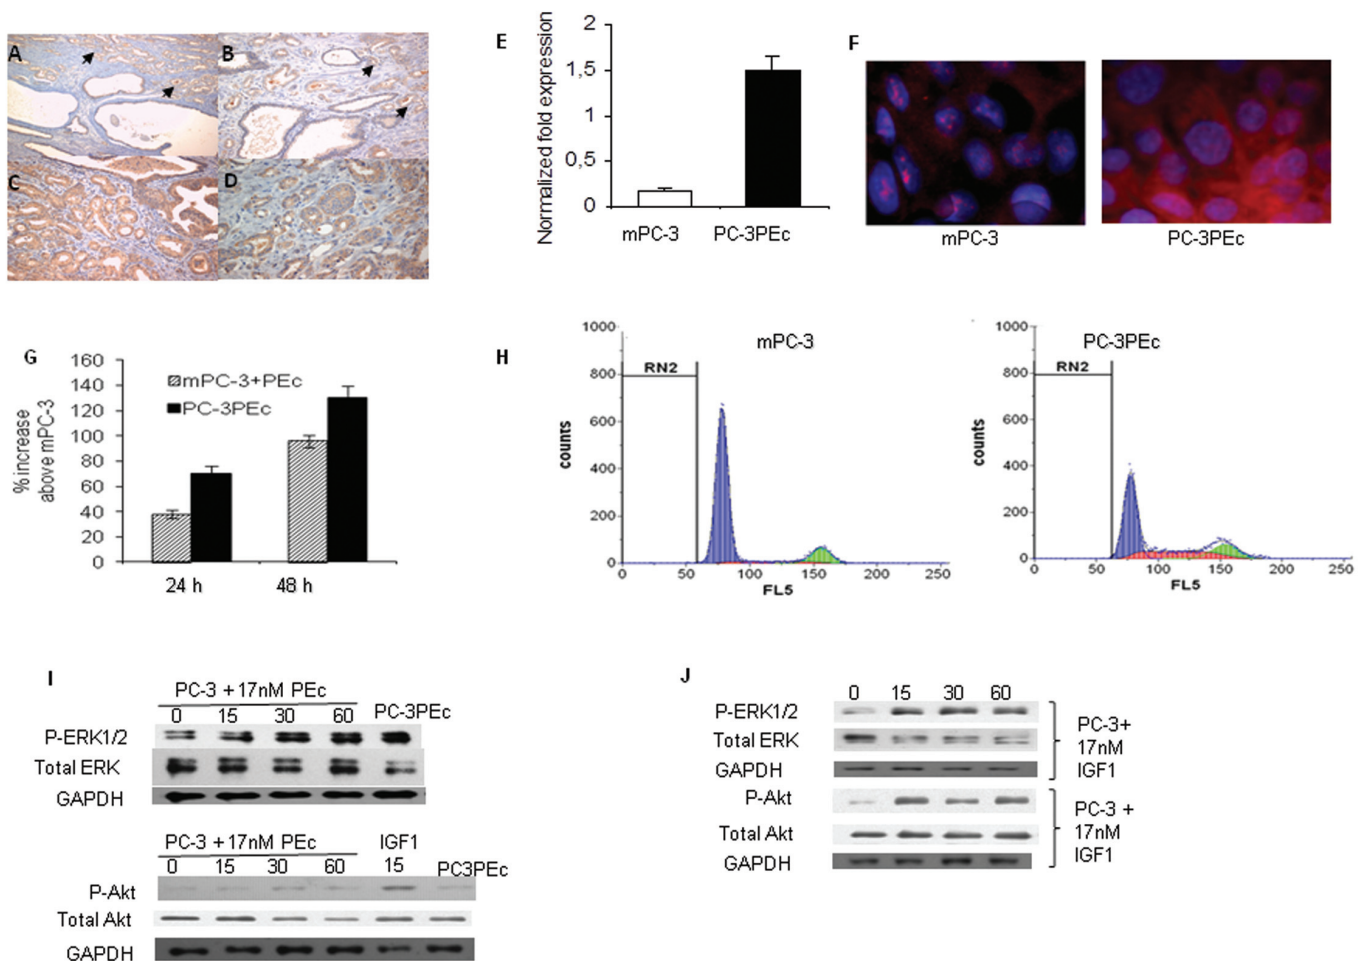 A
B
C
D
E
Normalized fold expression
2
1,5
1
0,5
0
mPC-3 PC-3PEc
F
mPC-3 PC-3PEc
G
% increase
above mPC-3
160
140
120
100
80
60
40
20
0
mPC-3+PEc
PC-3PEc
24 h 48 h
H
mPC-3
counts
1000
800
600
400
200
0
RN2
0 50 100 150 200 250
FL5
PC-3PEc
counts
1000
800
600
400
200
0
RN2
0 50 100 150 200 250
FL5
I
PC-3 +17nM PEc
0 15 30 60 PC-3PEc
P-ERK1/2
Total ERK
GAPDH
PC-3 +17nM PEc IGF1
0 15 30 60 15 PC3PEc
P-Akt
Total Akt
GAPDH
J
0 15 30 60
P-ERK1/2
Total ERK
GAPDH
PC-3+
17nM
IGF1
P-Akt
Total Akt
GAPDH
PC-3 +
17nM
IGF1